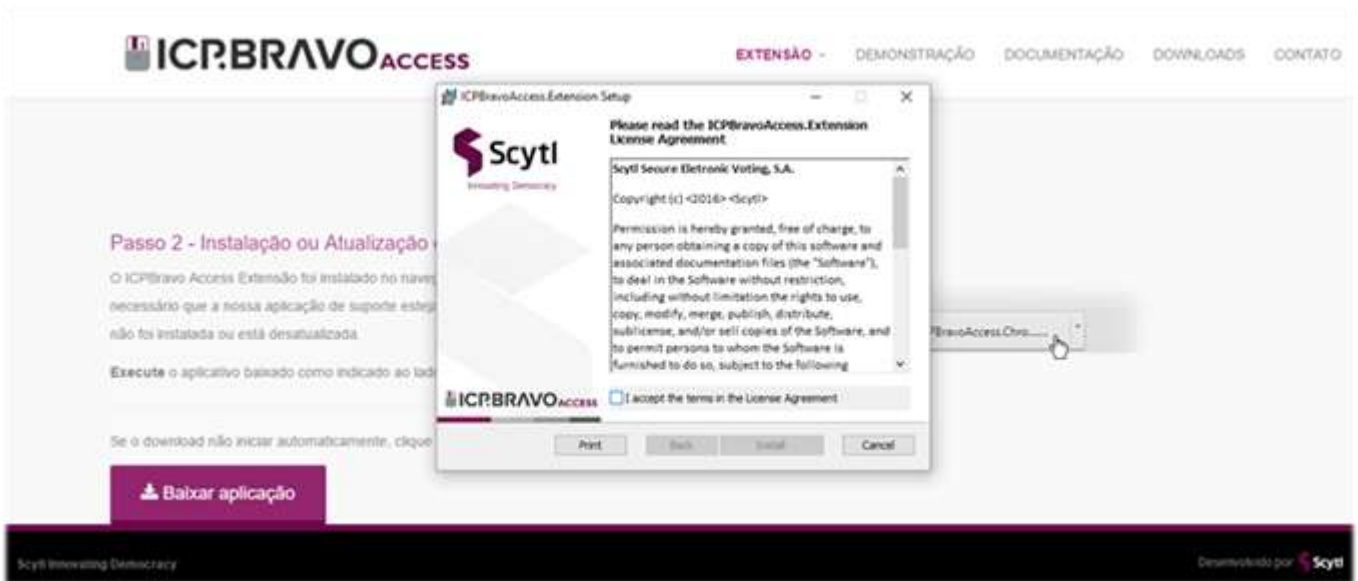 ICP.BRAVO ACCESS
EXTENSÃO DEMONSTRAÇÃO DOCUMENTAÇÃO DOWNLOADS CONTATO
ICPBravoAccess.Extension Setup
Scytl
Innovating Democracy
Please read the ICPBravoAccess.Extension
License Agreement
Scytl Secure Eletronic Voting, S.A.
Copyright (c) <2016> <Scytl>
Permission is hereby granted, free of charge, to
any person obtaining a copy of this software and
associated documentation files (the "Software"),
to deal in the Software without restriction,
including without limitation the rights to use,
copy, modify, merge, publish, distribute,
sublicense, and/or sell copies of the Software, and
to permit persons to whom the Software is
furnished to do so, subject to the following
ICP.BRAVO ACCESS
I accept the terms in the License Agreement
Print Back Install Cancel
Passo 2 - Instalação ou Atualização
O ICPBravo Access Extensão foi instalado no
necessário que a nossa aplicação de suporte
não foi instalada ou está desatualizada.
Execute o aplicativo baixado como indicado ao
PBravoAccess.Chro......
Se o download não iniciar automaticamente, clique
Baixar aplicação
Scytl Innovating Democracy
Desenvolvido por Scytl